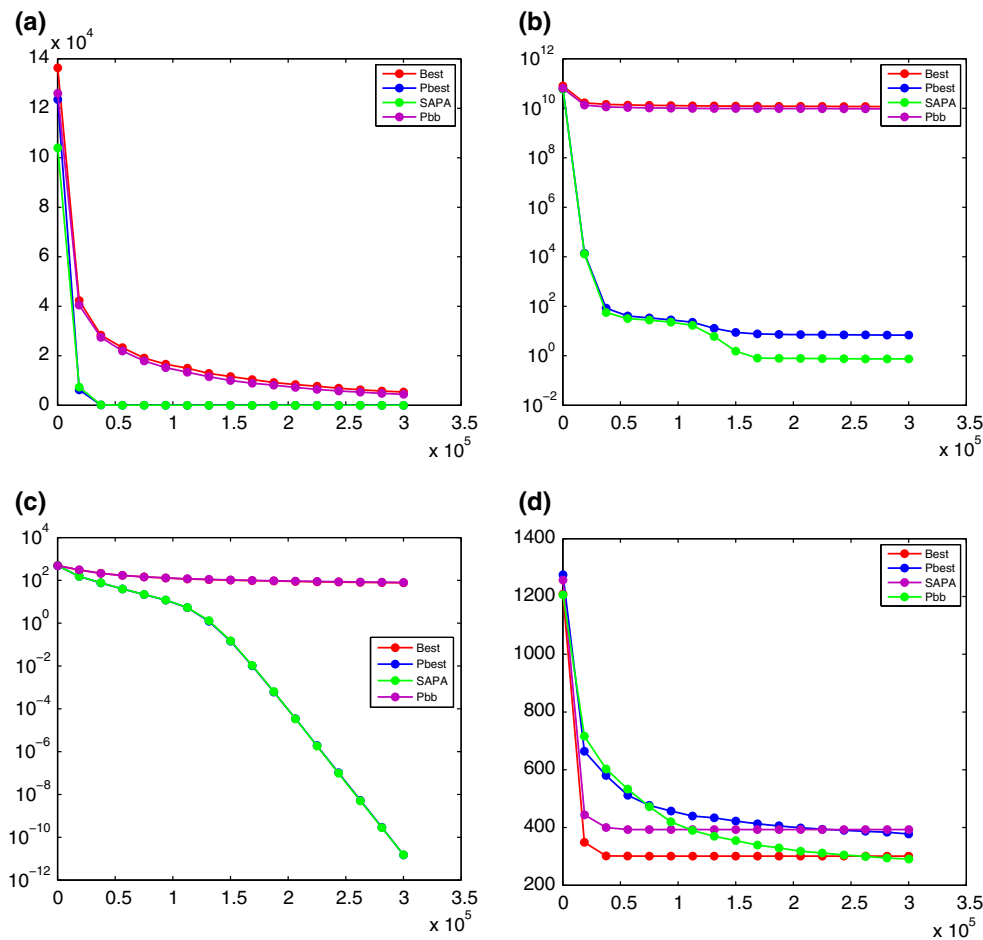 (a)
x 10^4
14
12
10
8
6
4
2
0
0 0.5 1 1.5 2 2.5 3 3.5
x 10^5
Best
Pbest
SAPA
Pbb
(b)
10^12
10^10
10^8
10^6
10^4
10^2
10^0
10^−2
0 0.5 1 1.5 2 2.5 3 3.5
x 10^5
Best
Pbest
SAPA
Pbb
(c)
10^4
10^2
10^0
10^−2
10^−4
10^−6
10^−8
10^−10
10^−12
0 0.5 1 1.5 2 2.5 3 3.5
x 10^5
Best
Pbest
SAPA
Pbb
(d)
1400
1200
1000
800
600
400
200
0 0.5 1 1.5 2 2.5 3 3.5
x 10^5
Best
Pbest
SAPA
Pbb